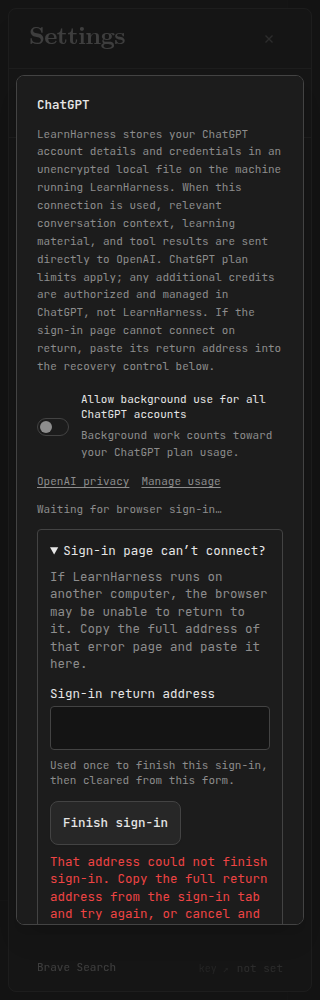 Settings
×
ChatGPT
LearnHarness stores your ChatGPT
account details and credentials in an
unencrypted local file on the machine
running LearnHarness. When this
connection is used, relevant
conversation context, learning
material, and tool results are sent
directly to OpenAI. ChatGPT plan
limits apply; any additional credits
are authorized and managed in
ChatGPT, not LearnHarness. If the
sign-in page cannot connect on
return, paste its return address into
the recovery control below.
Allow background use for all
ChatGPT accounts
Background work counts toward
your ChatGPT plan usage.
OpenAI privacy Manage usage
Waiting for browser sign-in…
▼ Sign-in page can’t connect?
If LearnHarness runs on
another computer, the browser
may be unable to return to
it. Copy the full address of
that error page and paste it
here.
Sign-in return address
Used once to finish this sign-in,
then cleared from this form.
Finish sign-in
That address could not finish
sign-in. Copy the full return
address from the sign-in tab
and try again, or cancel and
Brave Search key · not set